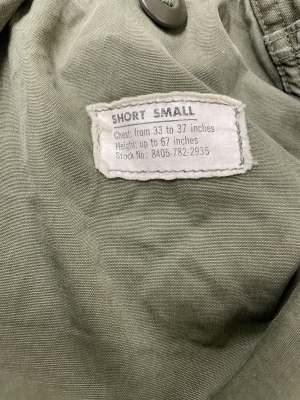 SHORT SMALL
Chest: from 33 to 37 inches
Height: up to 67 inches
Stock No.: 8405-782-2935